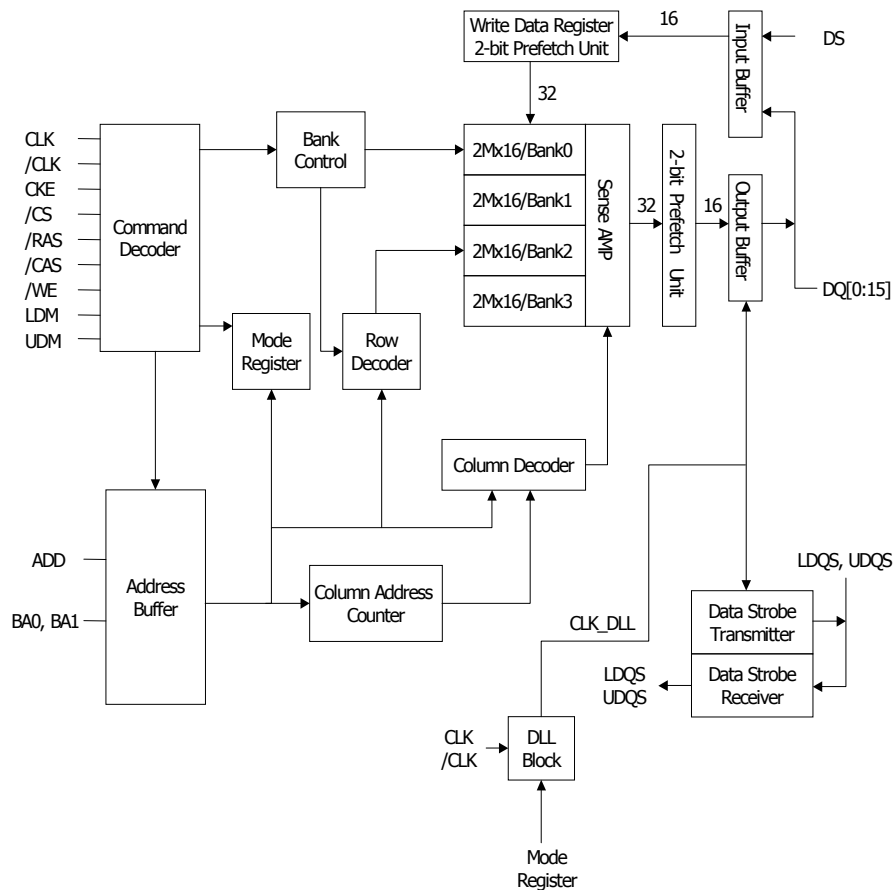 Write Data Register
2-bit Prefetch Unit
16
Input Buffer
DS
32
CLK
/CLK
CKE
/CS
/RAS
/CAS
/WE
LDM
UDM
Command
Decoder
Bank
Control
2Mx16/Bank0
2Mx16/Bank1
2Mx16/Bank2
2Mx16/Bank3
Sense AMP
32
2-bit Prefetch Unit
16
Output Buffer
DQ[0:15]
Mode
Register
Row
Decoder
Column Decoder
ADD
BA0, BA1
Address
Buffer
Column Address
Counter
CLK_DLL
LDQS, UDQS
Data Strobe
Transmitter
Data Strobe
Receiver
LDQS
UDQS
CLK
/CLK
DLL
Block
Mode
Register